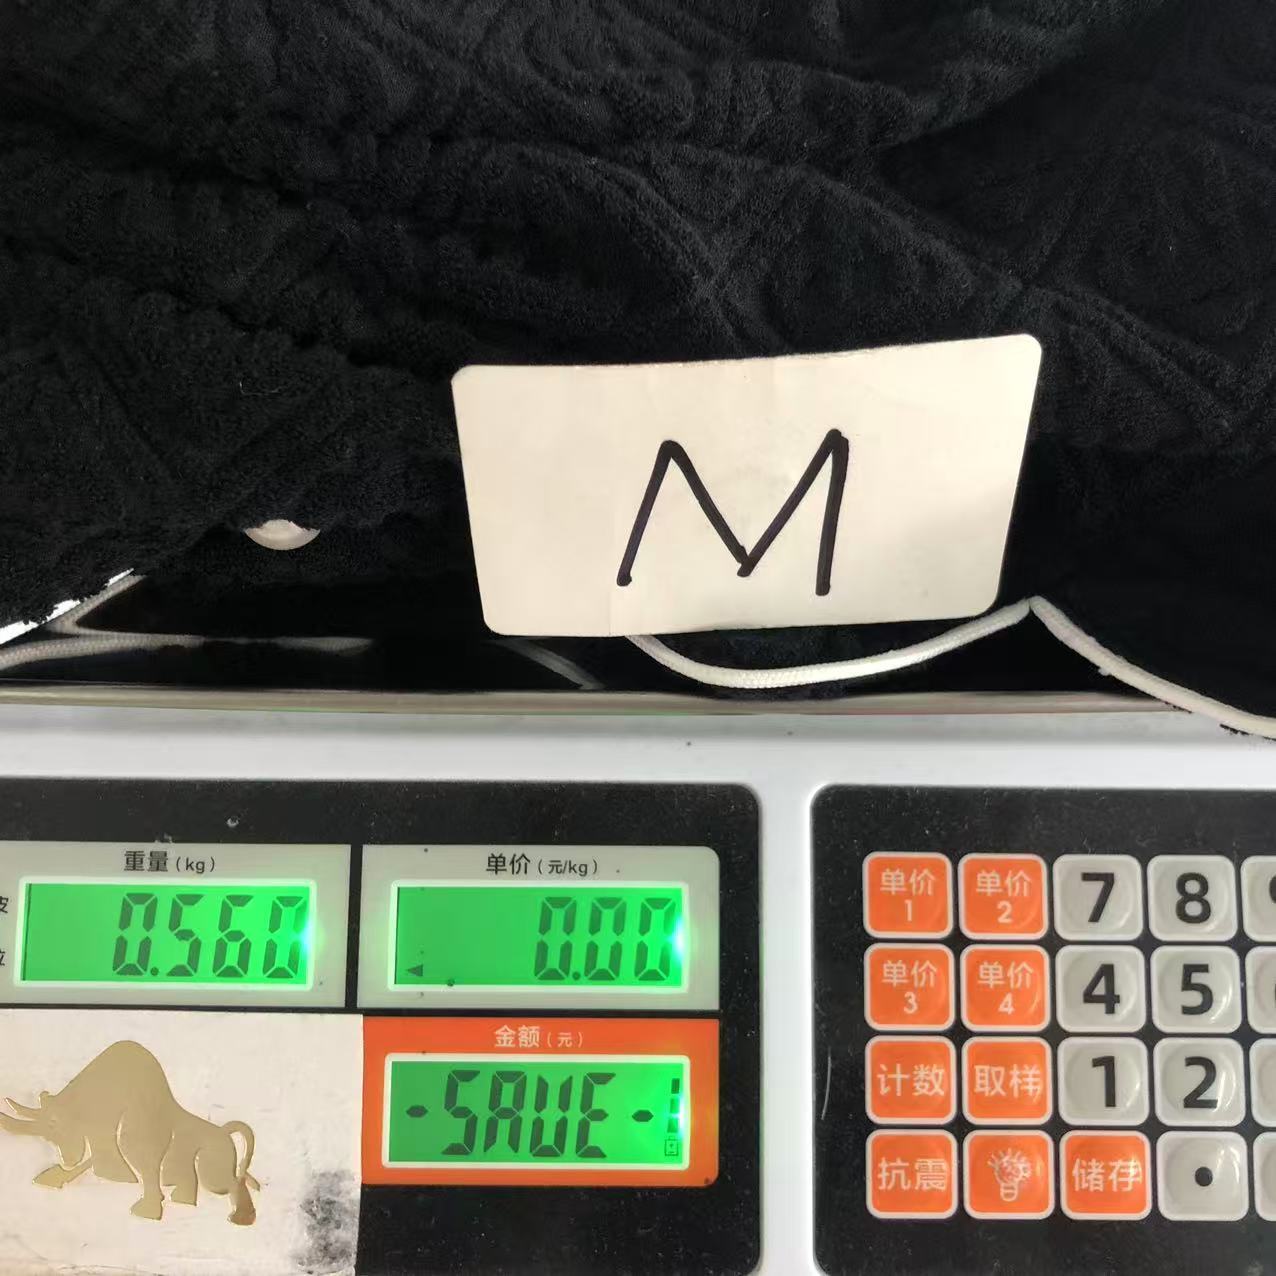 M
重量(kg)
单价(元/kg)
0.560
0.00
金额(元)
-SAVE-
单价
1
单价
2
7
8
单价
3
单价
4
4
5
计数
取样
1
2
抗震
储存
.